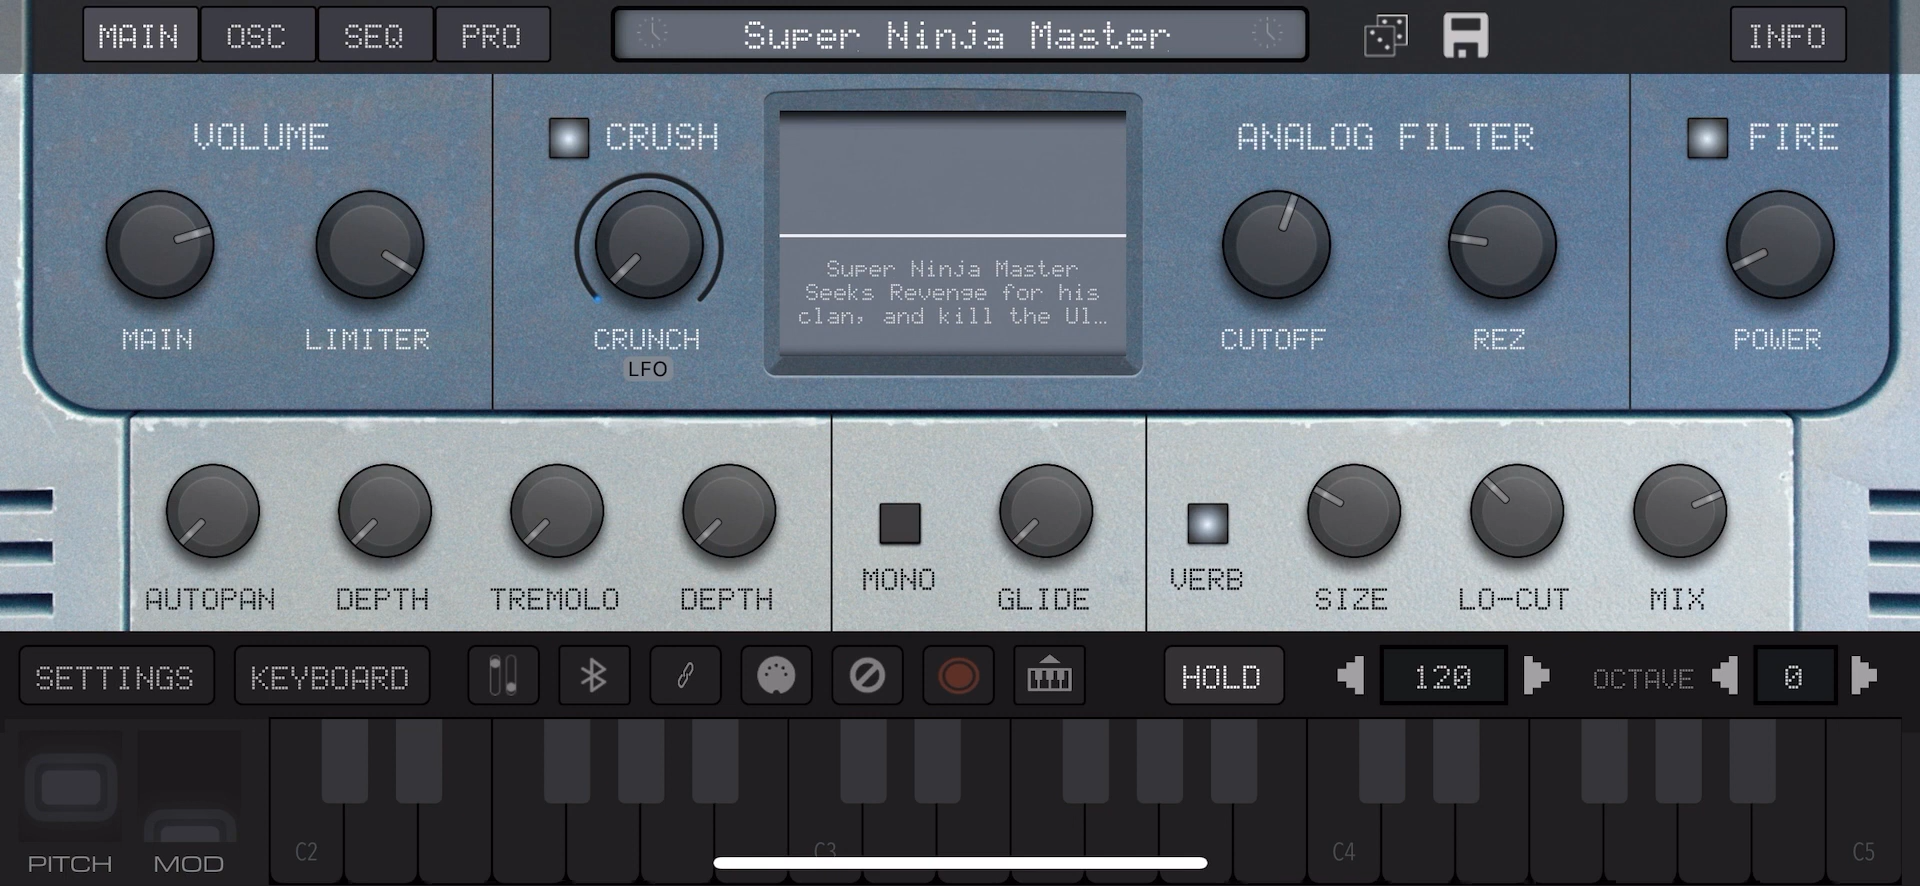 MAIN OSC SEQ PRO Super Ninja Master INFO
VOLUME CRUSH ANALOG FILTER FIRE
Super Ninja Master
Seeks Revenge for his
clan, and kill the Ul…
MAIN LIMITER CRUNCH CUTOFF REZ POWER
LFO
MONO VERB
AUTOPAN DEPTH TREMOLO DEPTH GLIDE SIZE LO-CUT MIX
SETTINGS KEYBOARD HOLD 120 OCTAVE 0
C2 C3 C4 C5
PITCH MOD